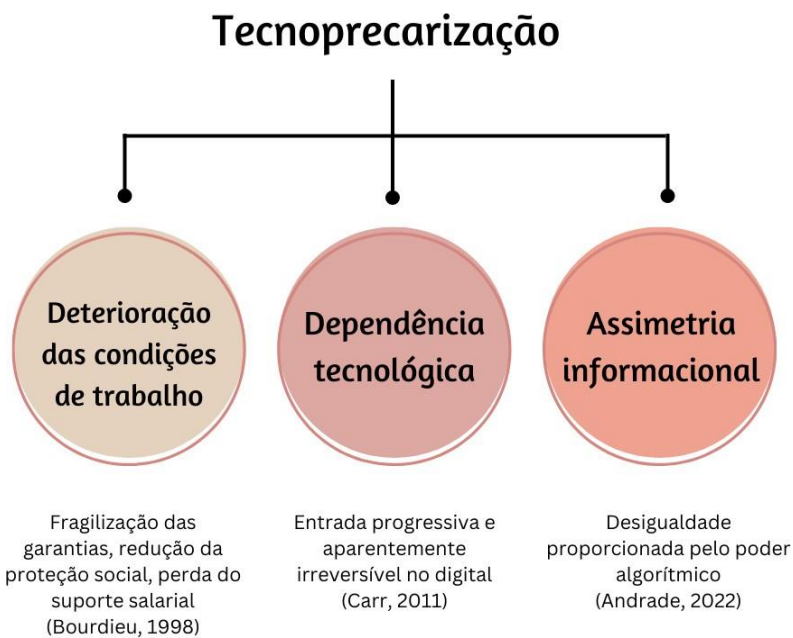 Tecnoprecarização
Deterioração
das condições
de trabalho
Dependência
tecnológica
Assimetria
informacional
Fragilização das
garantias, redução da
proteção social, perda do
suporte salarial
(Bourdieu, 1998)
Entrada progressiva e
aparentemente
irreversível no digital
(Carr, 2011)
Desigualdade
proporcionada pelo poder
algorítmico
(Andrade, 2022)